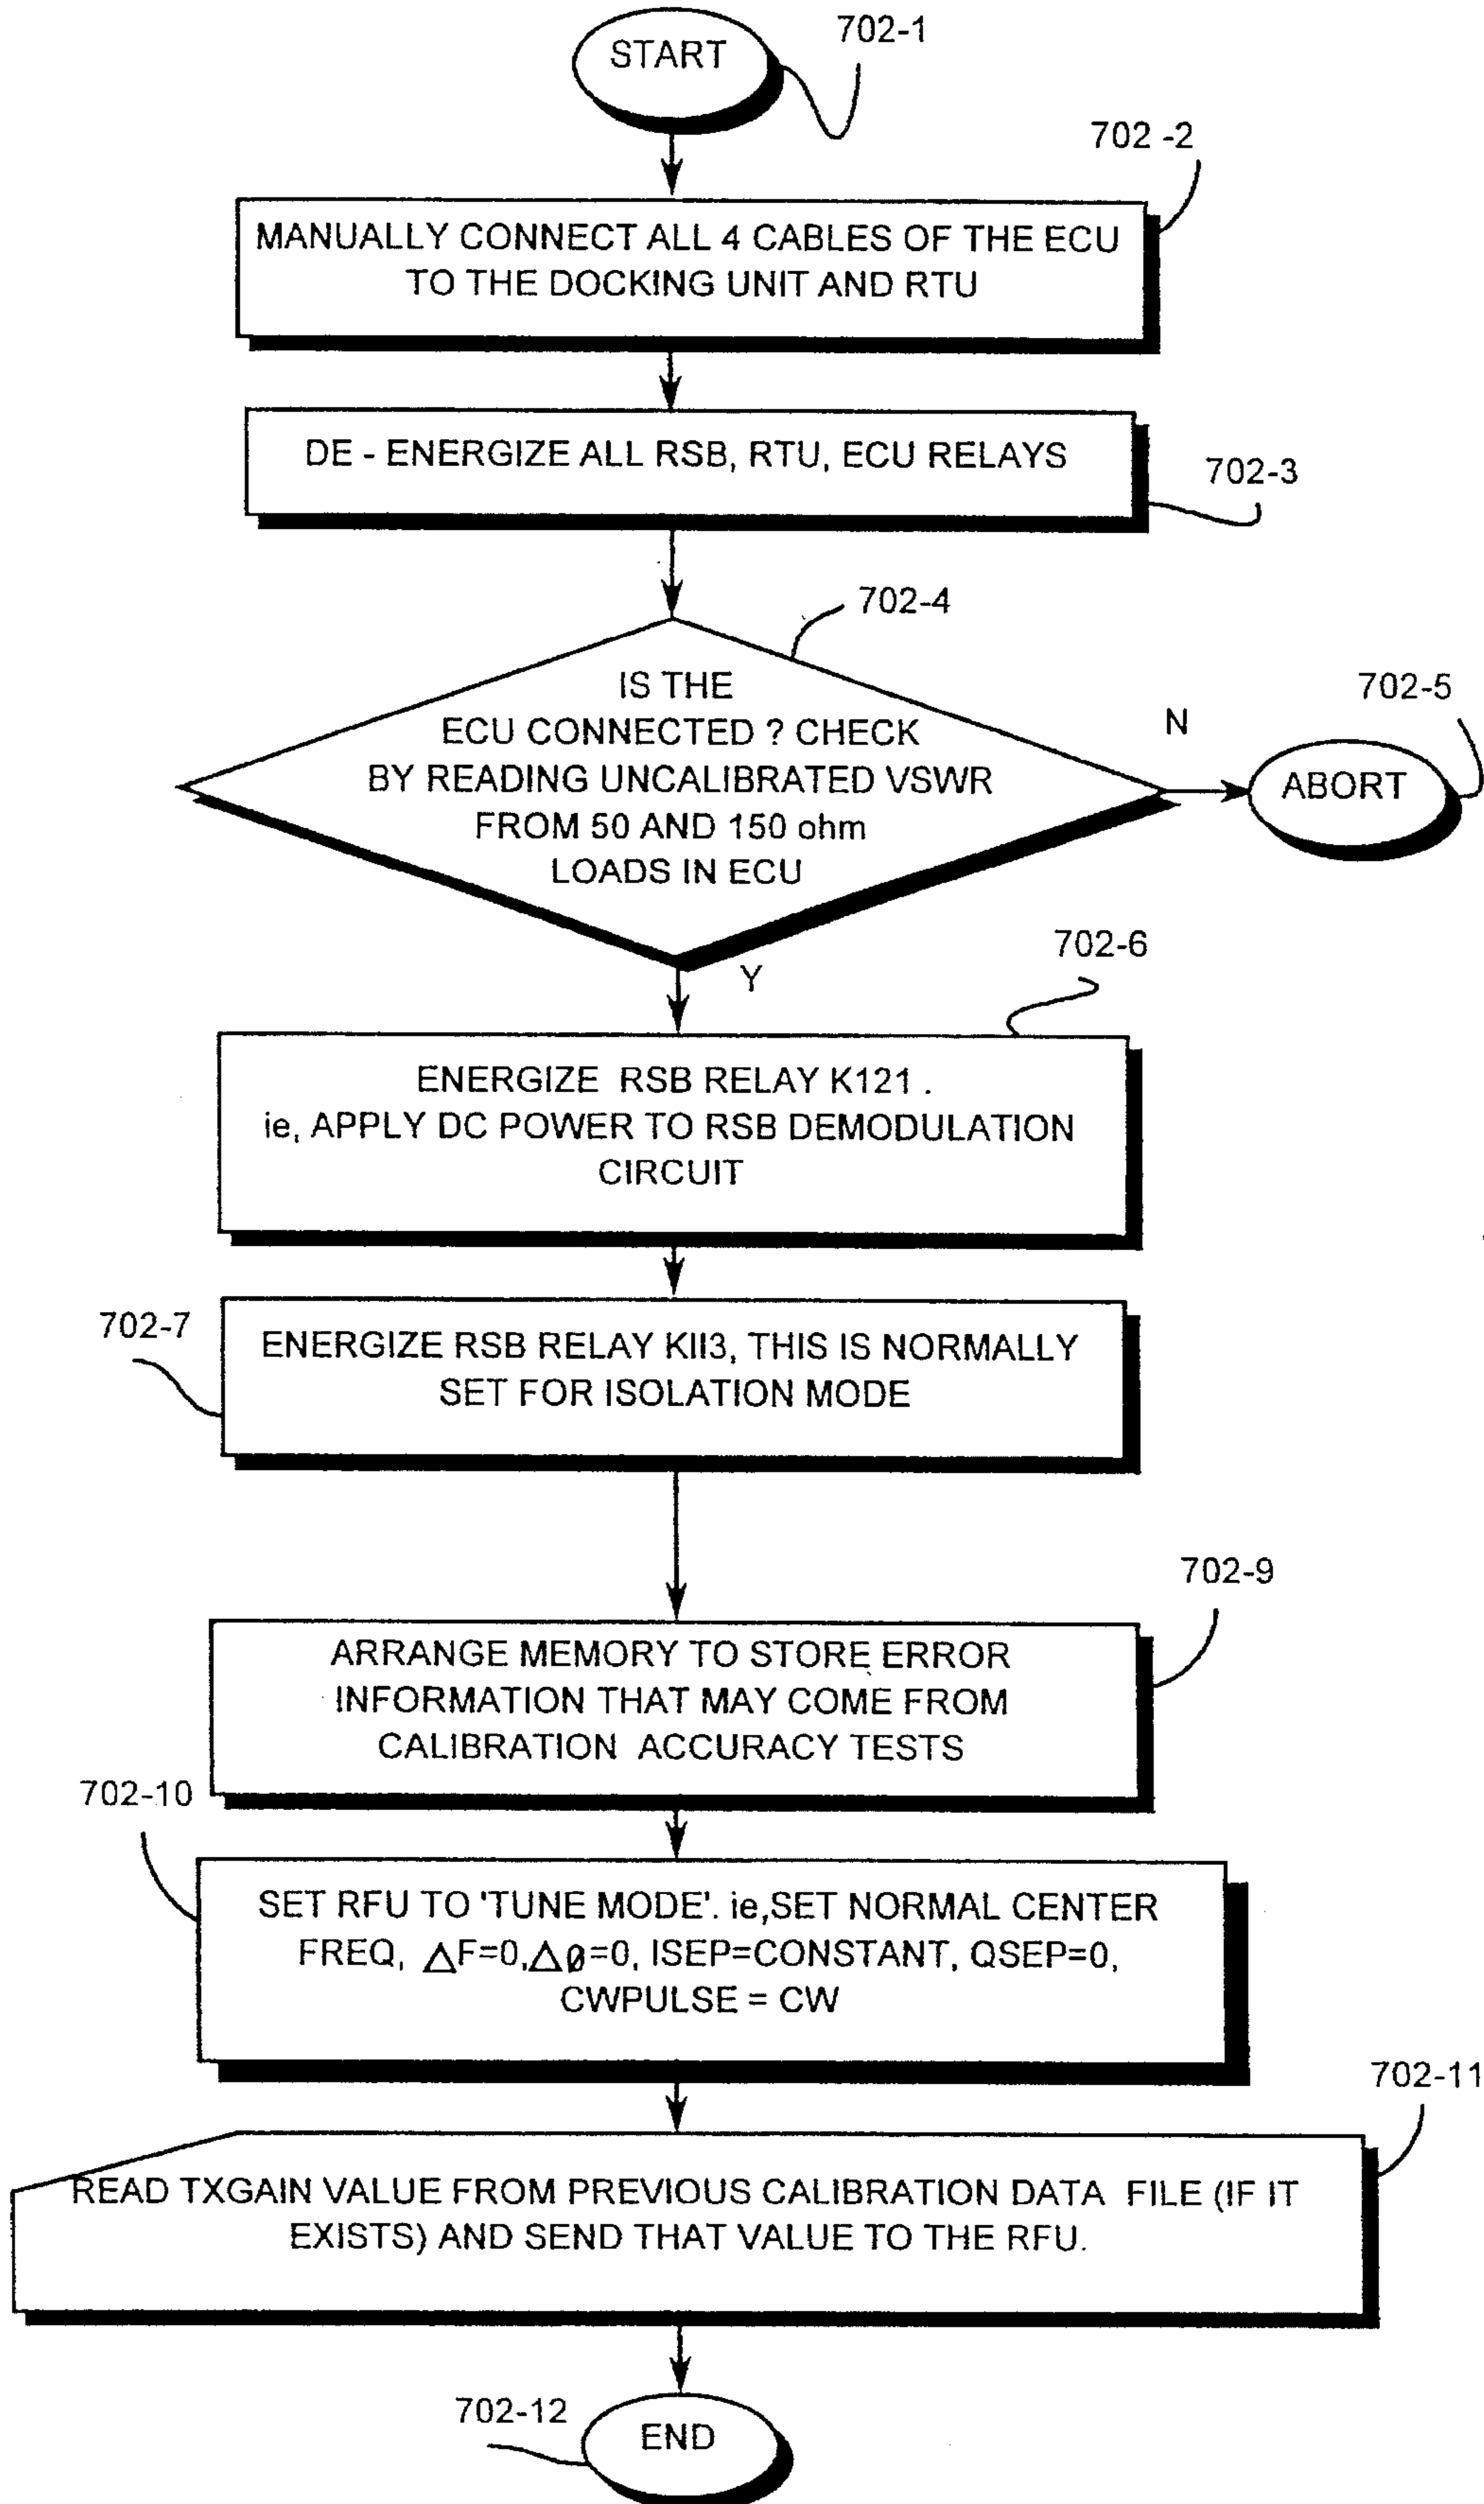 START
702-1
702 -2
MANUALLY CONNECT ALL 4 CABLES OF THE ECU
TO THE DOCKING UNIT AND RTU
DE - ENERGIZE ALL RSB, RTU, ECU RELAYS
702-3
702-4
IS THE
ECU CONNECTED ? CHECK
BY READING UNCALIBRATED VSWR
FROM 50 AND 150 ohm
LOADS IN ECU
N
702-5
ABORT
Y
702-6
ENERGIZE RSB RELAY K121 .
ie, APPLY DC POWER TO RSB DEMODULATION
CIRCUIT
702-7
ENERGIZE RSB RELAY KII3, THIS IS NORMALLY
SET FOR ISOLATION MODE
702-9
ARRANGE MEMORY TO STORE ERROR
INFORMATION THAT MAY COME FROM
CALIBRATION ACCURACY TESTS
702-10
SET RFU TO 'TUNE MODE'. ie,SET NORMAL CENTER
FREQ, △F=0,△ø=0, ISEP=CONSTANT, QSEP=0,
CWPULSE = CW
702-11
READ TXGAIN VALUE FROM PREVIOUS CALIBRATION DATA FILE (IF IT
EXISTS) AND SEND THAT VALUE TO THE RFU.
702-12
END